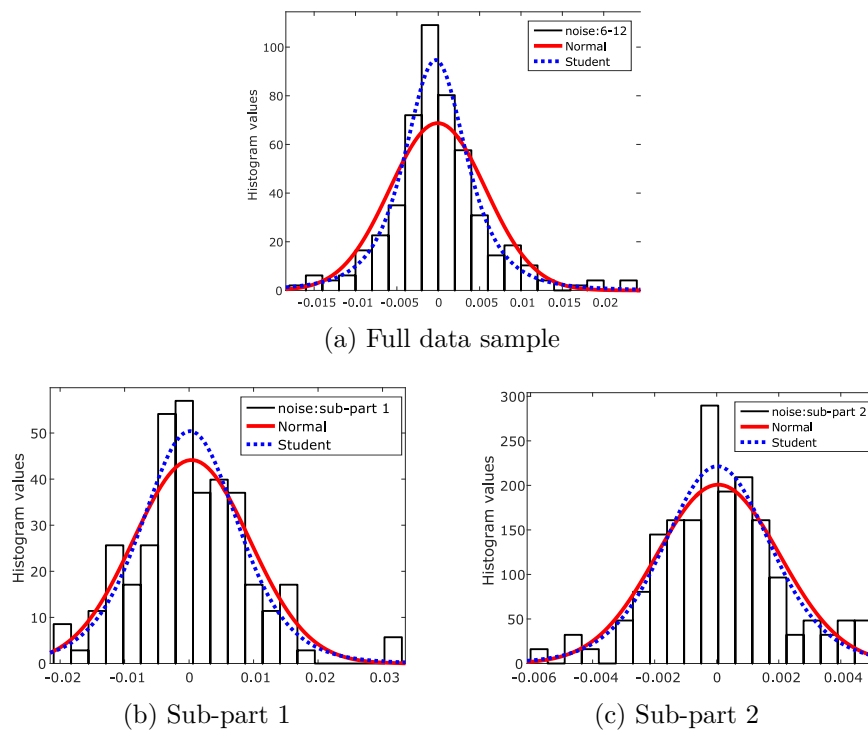 noise:6-12
Normal
Student
Histogram values
100
80
60
40
20
0
-0.015 -0.01 -0.005 0 0.005 0.01 0.015 0.02
(a) Full data sample
noise:sub-part 1
Normal
Student
Histogram values
50
40
30
20
10
0
-0.02 -0.01 0 0.01 0.02 0.03
(b) Sub-part 1
noise:sub-part 2
Normal
Student
Histogram values
300
250
200
150
100
50
0
-0.006 -0.004 -0.002 0 0.002 0.004
(c) Sub-part 2